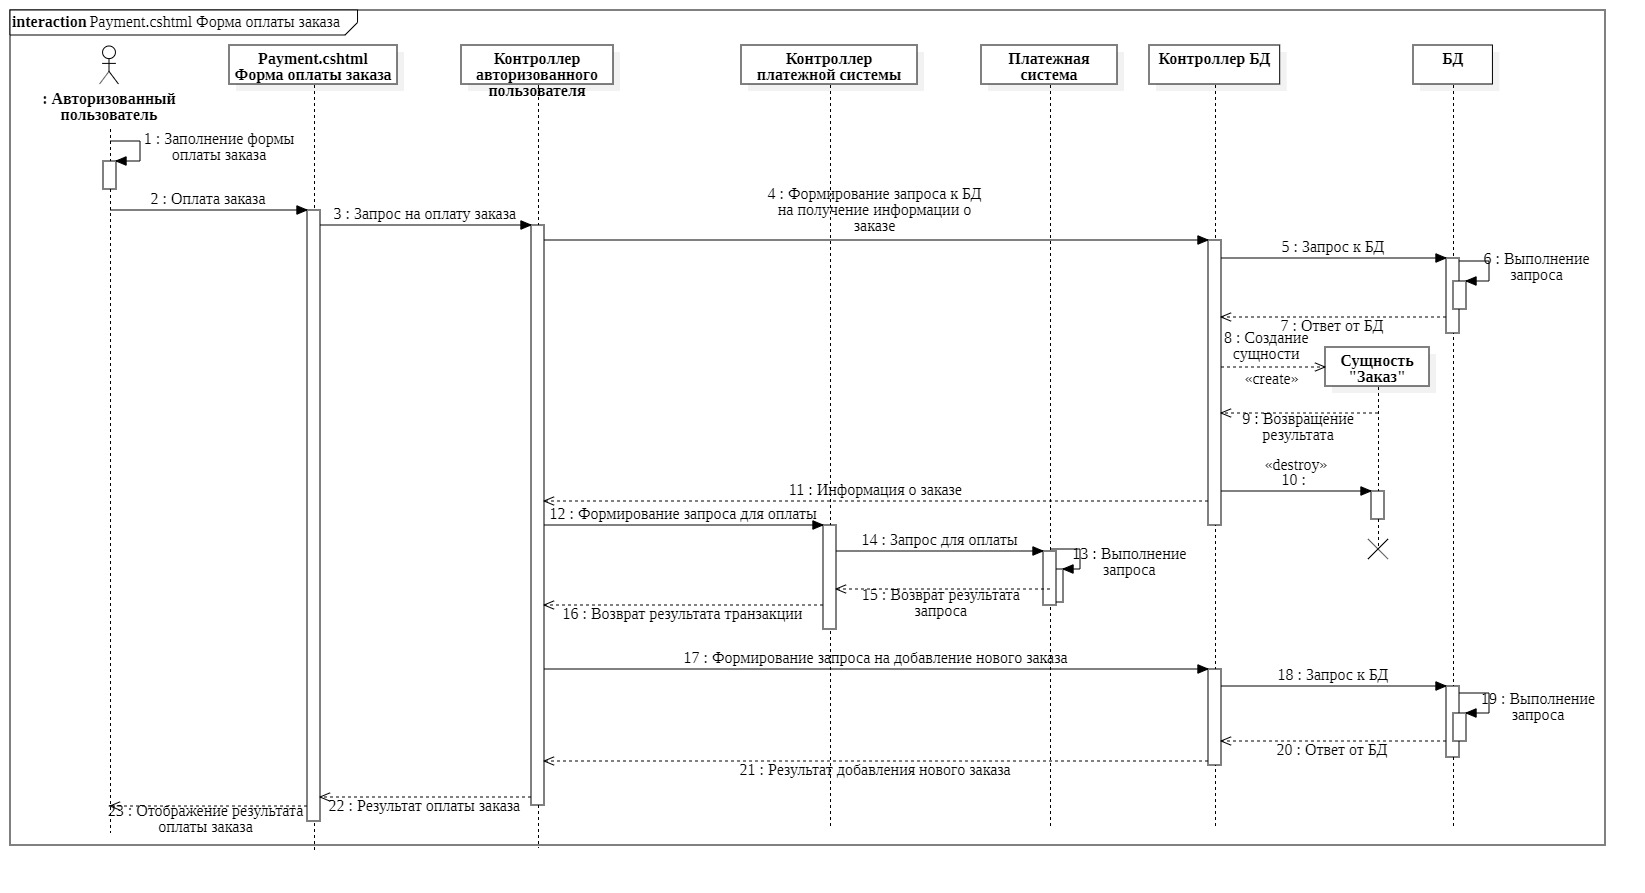 interaction Payment.cshtml Форма оплаты заказа
: Авторизованный
пользователь
Payment.cshtml
Форма оплаты заказа
Контроллер
авторизованного
пользователя
Контроллер
платежной системы
Платежная
система
Контроллер БД
БД
1 : Заполнение формы
оплаты заказа
2 : Оплата заказа
3 : Запрос на оплату заказа
4 : Формирование запроса к БД
на получение информации о
заказе
5 : Запрос к БД
6 : Выполнение
запроса
7 : Ответ от БД
8 : Создание
сущности
«create»
Сущность
"Заказ"
9 : Возвращение
результата
«destroy»
10 :
11 : Информация о заказе
12 : Формирование запроса для оплаты
14 : Запрос для оплаты
13 : Выполнение
запроса
15 : Возврат результата
запроса
16 : Возврат результата транзакции
17 : Формирование запроса на добавление нового заказа
18 : Запрос к БД
19 : Выполнение
запроса
20 : Ответ от БД
21 : Результат добавления нового заказа
22 : Результат оплаты заказа
23 : Отображение результата
оплаты заказа